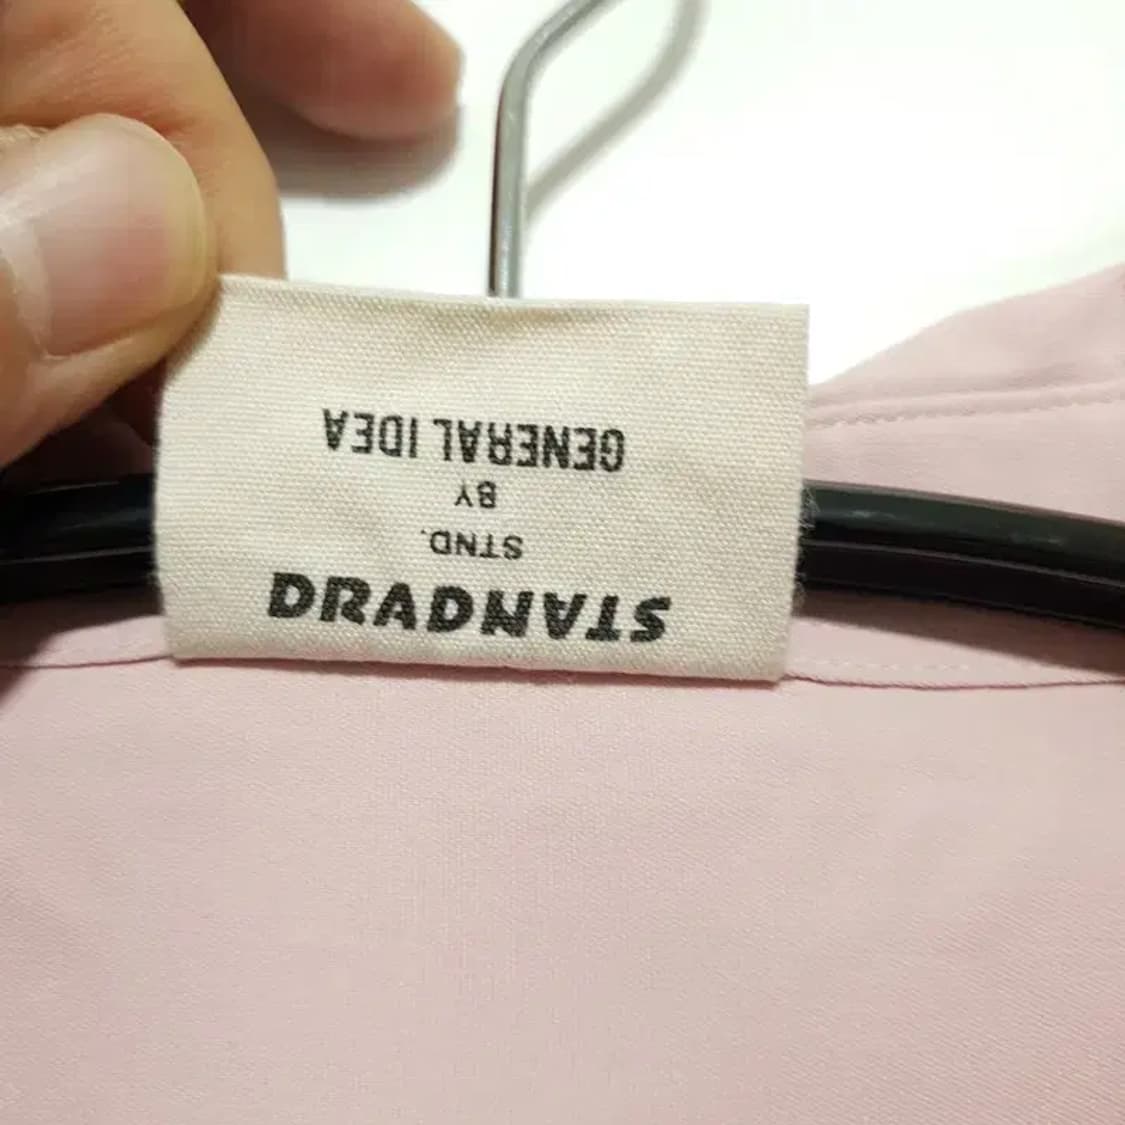 STANDARD
STND.
BY
GENERAL IDEA